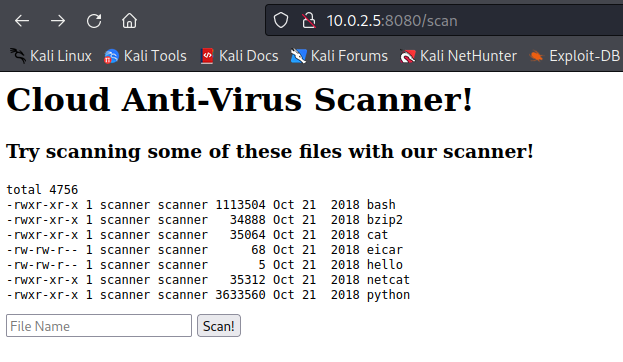 10.0.2.5:8080/scan
Kali Linux Kali Tools Kali Docs Kali Forums Kali NetHunter Exploit-DB
Cloud Anti-Virus Scanner!
Try scanning some of these files with our scanner!
total 4756
-rwxr-xr-x 1 scanner scanner 1113504 Oct 21  2018 bash
-rwxr-xr-x 1 scanner scanner   34888 Oct 21  2018 bzip2
-rwxr-xr-x 1 scanner scanner   35064 Oct 21  2018 cat
-rw-rw-r-- 1 scanner scanner      68 Oct 21  2018 eicar
-rw-rw-r-- 1 scanner scanner       5 Oct 21  2018 hello
-rwxr-xr-x 1 scanner scanner   35312 Oct 21  2018 netcat
-rwxr-xr-x 1 scanner scanner 3633560 Oct 21  2018 python
File Name Scan!